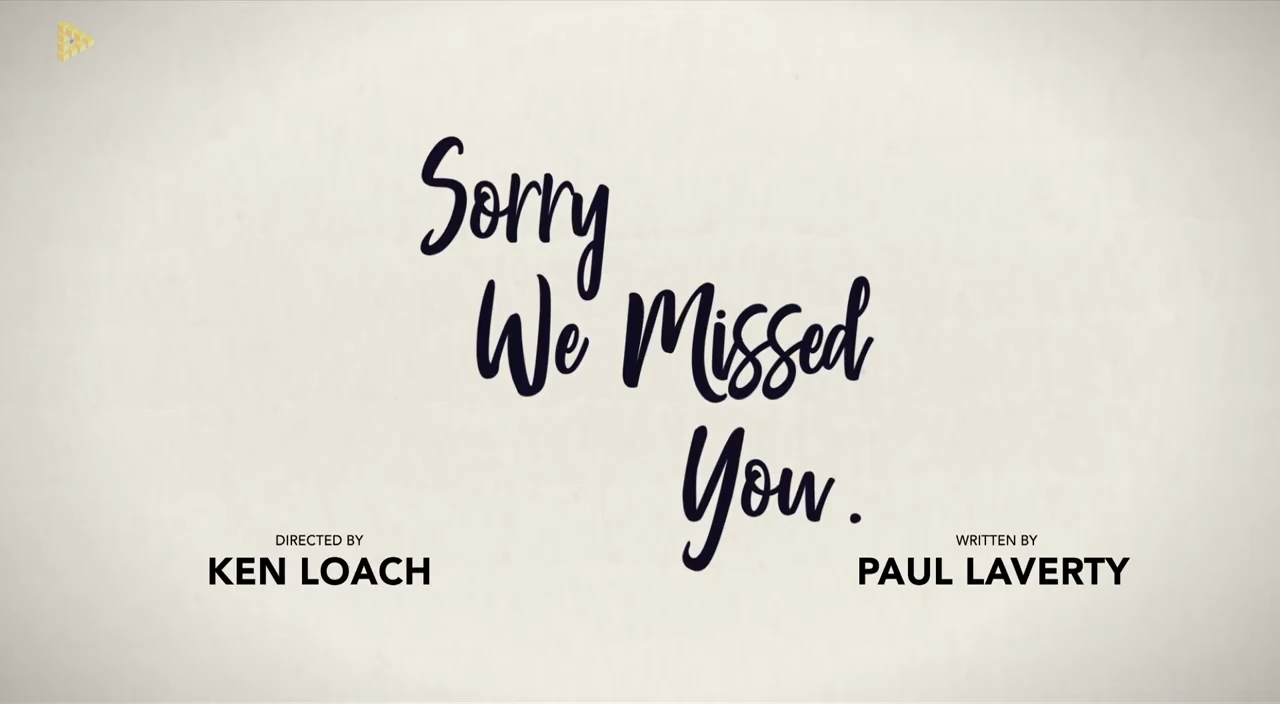 Sorry
We Missed
You.
DIRECTED BY
KEN LOACH
WRITTEN BY
PAUL LAVERTY